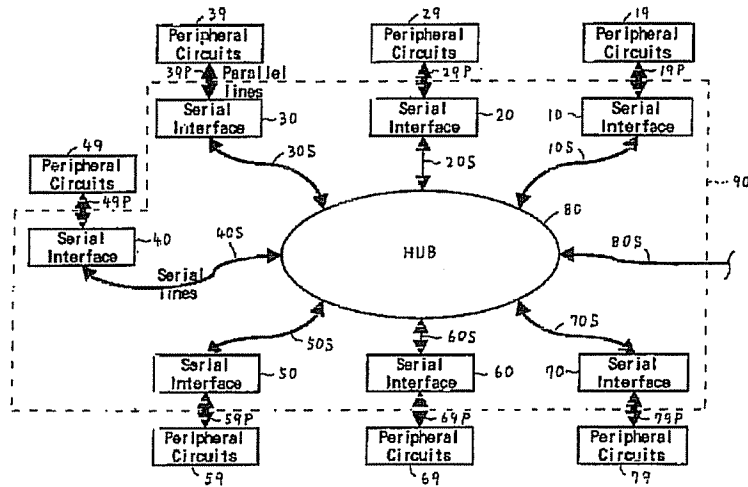 39
29
19
Peripheral
Circuits
Peripheral
Circuits
Peripheral
Circuits
39P
Parallel
lines
29P
19P
Serial
Interface
30
Serial
Interface
20
10
Serial
Interface
49
Peripheral
Circuits
49P
30S
20S
10S
90
80
Serial
Interface
40
40S
HUB
80S
Serial
lines
50S
60S
70S
Serial
Interface
50
Serial
Interface
60
70
Serial
Interface
59P
69P
79P
Peripheral
Circuits
Peripheral
Circuits
Peripheral
Circuits
59
69
79